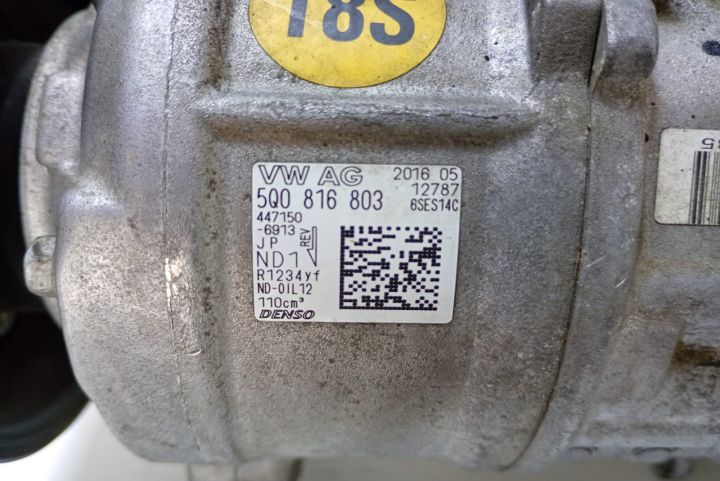 18S
VW AG 2016 05
12787
5Q0 816 803 6SES14C
447150
-6913
JP REV
ND1
R1234yf
ND-OIL12
110cm³
DENSO